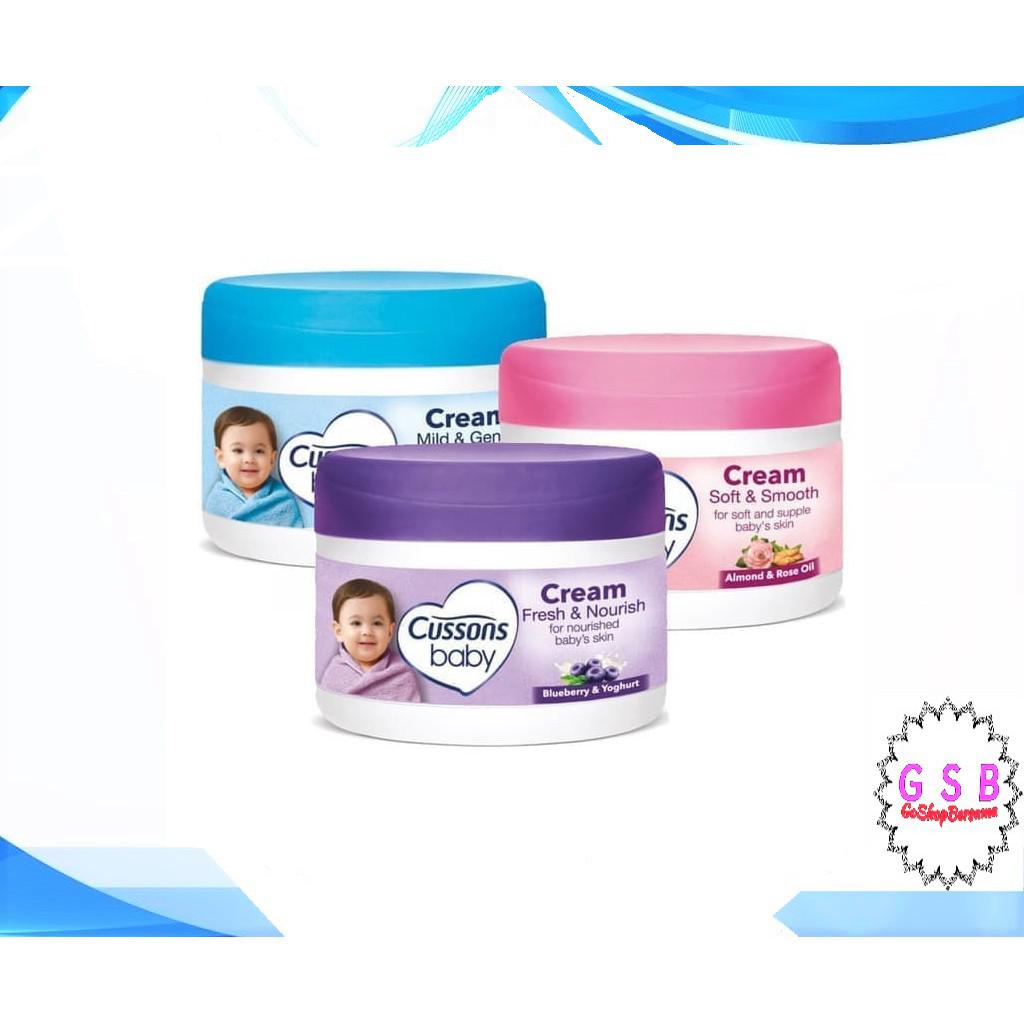 Cream
Mild & Gen
Cream
Soft & Smooth
for soft and supple
baby's skin
Almond & Rose Oil
Cussons
baby
Cream
Fresh & Nourish
for nourished
baby's skin
Blueberry & Yoghurt
G S B
GoShopBersama